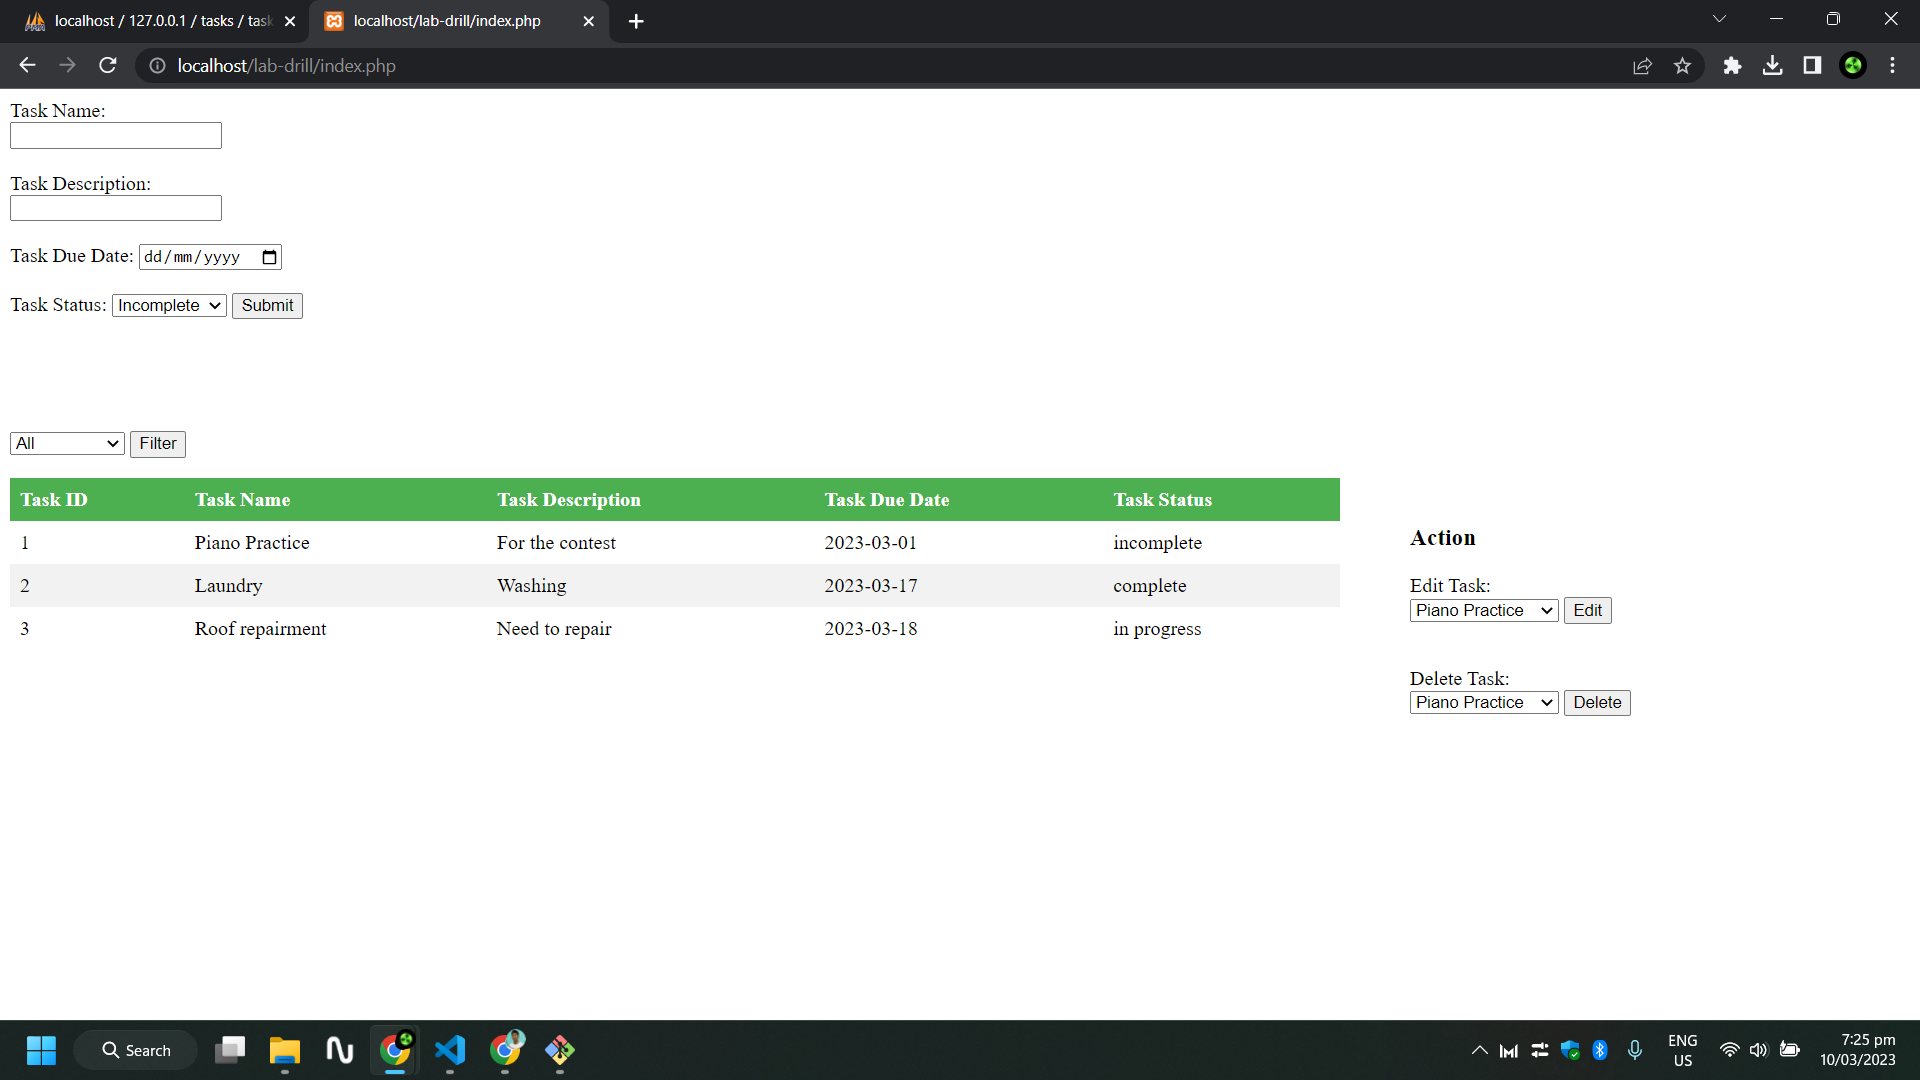 localhost / 127.0.0.1 / tasks / task
localhost/lab-drill/index.php
localhost/lab-drill/index.php
Task Name:
Task Description:
Task Due Date: dd/mm/yyyy
Task Status: Incomplete Submit
All Filter
Task ID Task Name Task Description Task Due Date Task Status
1 Piano Practice For the contest 2023-03-01 incomplete
2 Laundry Washing 2023-03-17 complete
3 Roof repairment Need to repair 2023-03-18 in progress
Action
Edit Task:
Piano Practice Edit
Delete Task:
Piano Practice Delete
Search
ENG
US
7:25 pm
10/03/2023